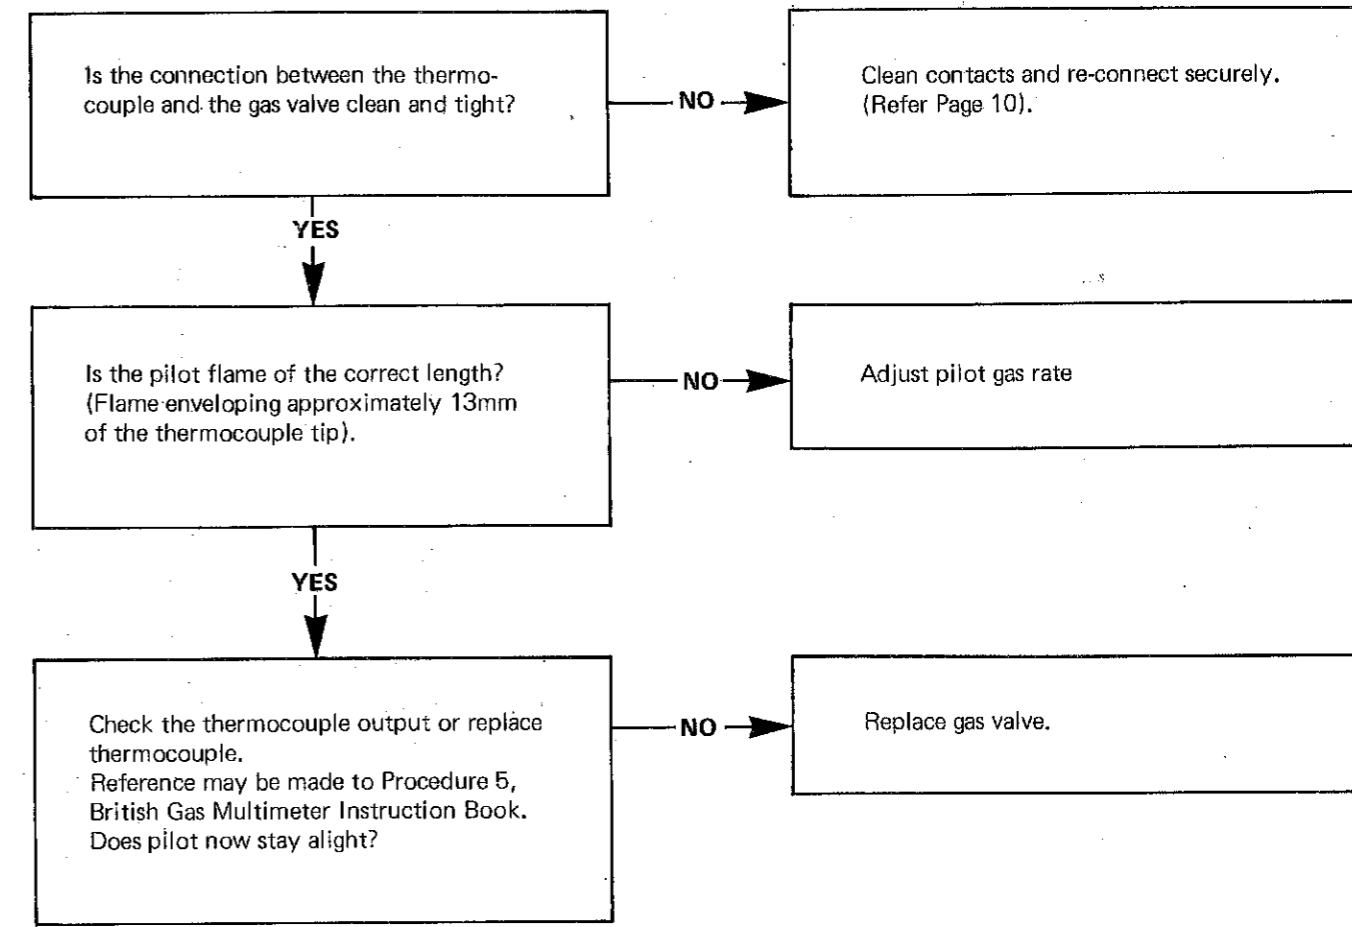 Is the connection between the thermo-
couple and the gas valve clean and tight?
NO
Clean contacts and re-connect securely.
(Refer Page 10).
YES
Is the pilot flame of the correct length?
(Flame enveloping approximately 13mm
of the thermocouple tip).
NO
Adjust pilot gas rate
YES
Check the thermocouple output or replace
thermocouple.
Reference may be made to Procedure 5,
British Gas Multimeter Instruction Book.
Does pilot now stay alight?
NO
Replace gas valve.